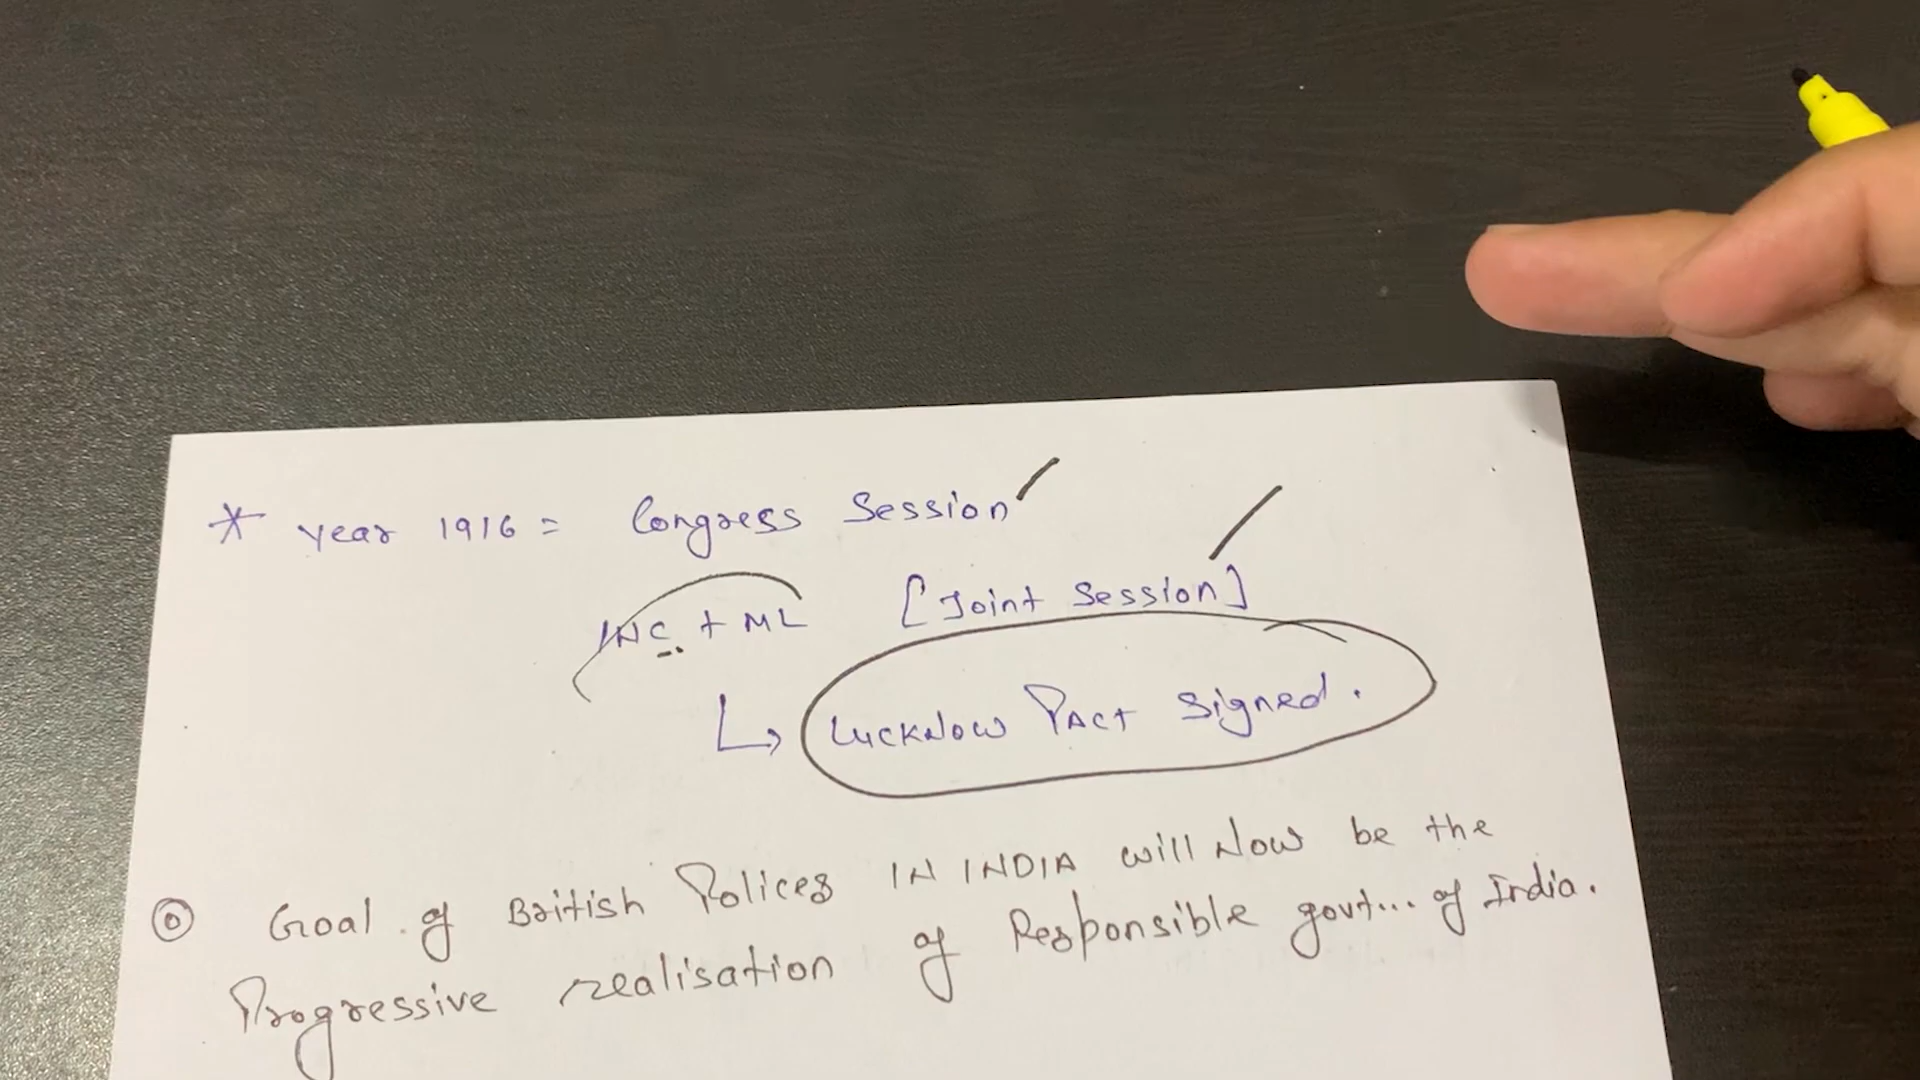 * Year 1916 = Congress Session
INC + ML [Joint Session]
↳ Lucknow Pact Signed.
⊙ Goal of British Polices IN INDIA will Now be the
Progressive realisation of Responsible govt... of India.